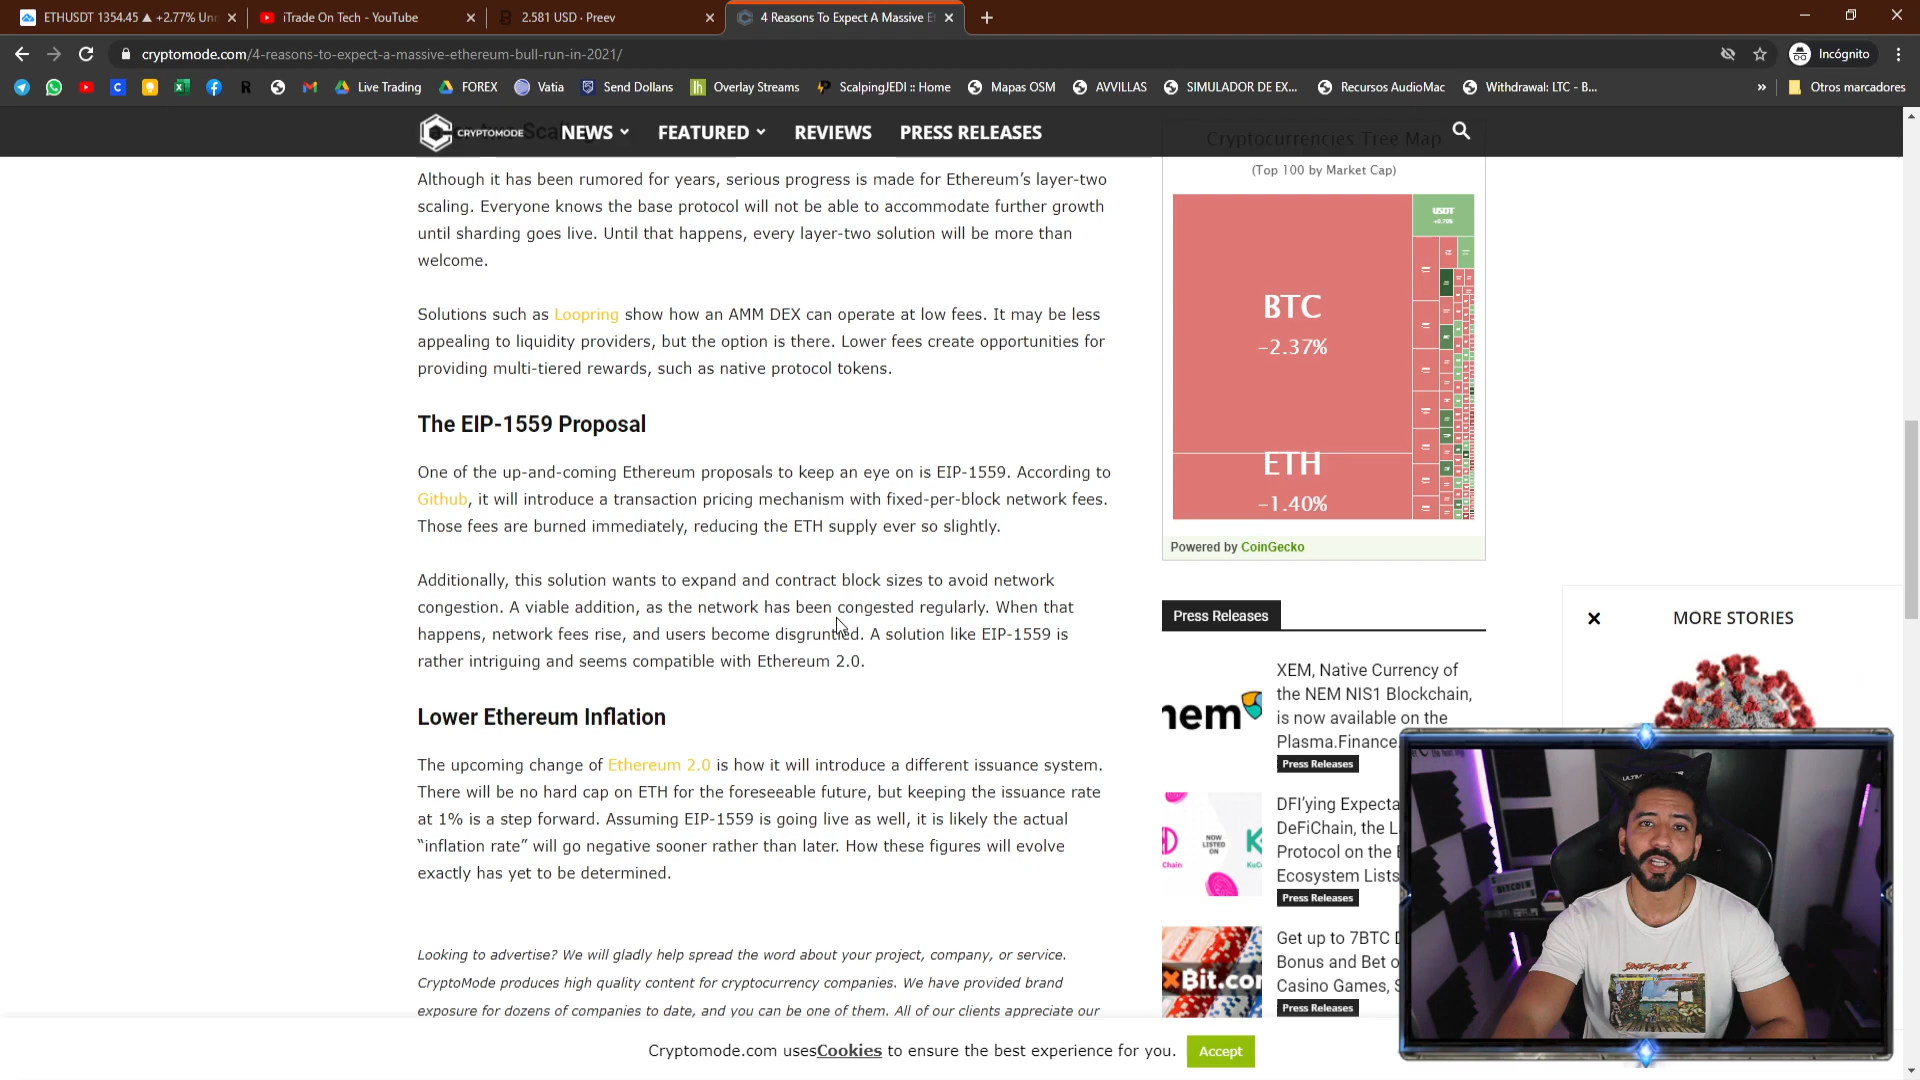 ETHUSDT 1354.45 ▲ +2.77% Unn
iTrade On Tech - YouTube
2.581 USD · Preev
4 Reasons To Expect A Massive Et
cryptomode.com/4-reasons-to-expect-a-massive-ethereum-bull-run-in-2021/
Incógnito
Live Trading
FOREX
Vatia
Send Dollans
Overlay Streams
ScalpingJEDI :: Home
Mapas OSM
AVVILLAS
SIMULADOR DE EX...
Recursos AudioMac
Withdrawal: LTC - B...
»
Otros marcadores
CRYPTOMODE
NEWS
FEATURED
REVIEWS
PRESS RELEASES
Although it has been rumored for years, serious progress is made for Ethereum's layer-two
scaling. Everyone knows the base protocol will not be able to accommodate further growth
until sharding goes live. Until that happens, every layer-two solution will be more than
welcome.
Solutions such as Loopring show how an AMM DEX can operate at low fees. It may be less
appealing to liquidity providers, but the option is there. Lower fees create opportunities for
providing multi-tiered rewards, such as native protocol tokens.
The EIP-1559 Proposal
One of the up-and-coming Ethereum proposals to keep an eye on is EIP-1559. According to
Github, it will introduce a transaction pricing mechanism with fixed-per-block network fees.
Those fees are burned immediately, reducing the ETH supply ever so slightly.
Additionally, this solution wants to expand and contract block sizes to avoid network
congestion. A viable addition, as the network has been congested regularly. When that
happens, network fees rise, and users become disgruntled. A solution like EIP-1559 is
rather intriguing and seems compatible with Ethereum 2.0.
Lower Ethereum Inflation
The upcoming change of Ethereum 2.0 is how it will introduce a different issuance system.
There will be no hard cap on ETH for the foreseeable future, but keeping the issuance rate
at 1% is a step forward. Assuming EIP-1559 is going live as well, it is likely the actual
“inflation rate” will go negative sooner rather than later. How these figures will evolve
exactly has yet to be determined.
Looking to advertise? We will gladly help spread the word about your project, company, or service.
CryptoMode produces high quality content for cryptocurrency companies. We have provided brand
exposure for dozens of companies to date, and you can be one of them. All of our clients appreciate our
Cryptocurrencies Tree Map
(Top 100 by Market Cap)
BTC
-2.37%
ETH
-1.40%
USDT
+0.70%
Powered by CoinGecko
Press Releases
XEM, Native Currency of
the NEM NIS1 Blockchain,
is now available on the
Plasma.Finance
Press Releases
nem
DFI'ying Expecta
DeFiChain, the L
Protocol on the
Ecosystem Lists
Press Releases
NOW
LISTED
ON
Chain
KuC
Get up to 7BTC D
Bonus and Bet o
Casino Games, S
Press Releases
Bit.co
MORE STORIES
BITCOIN
Cryptomode.com uses Cookies to ensure the best experience for you.
Accept